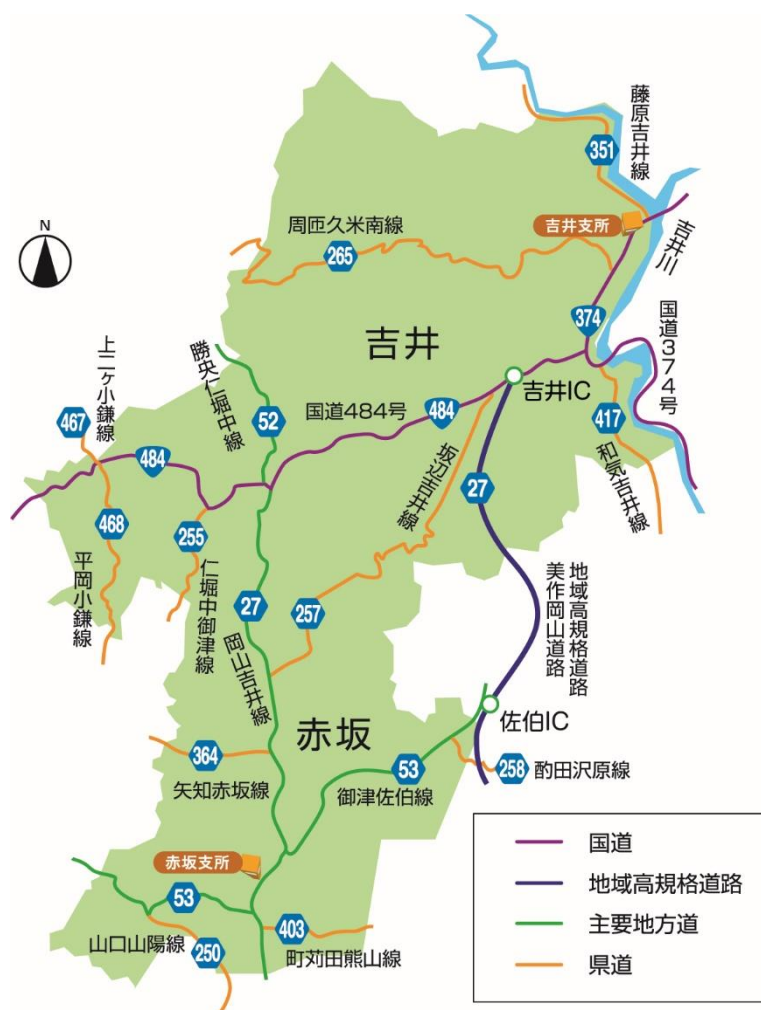 藤原吉井線
351
吉井支所
吉井川
周匝久米南線
265
N
374
国道374号
吉井
吉井IC
上二ヶ小鎌線
勝央仁堀中線
467
52
国道484号
484
417
和気吉井線
484
坂辺吉井線
27
468
255
平岡小鎌線
仁堀中御津線
27
257
地域高規格道路
美作岡山道路
岡山吉井線
赤坂
佐伯IC
364
矢知赤坂線
53
御津佐伯線
258
酌田沢原線
赤坂支所
53
山口山陽線
250
403
町苅田熊山線
国道
地域高規格道路
主要地方道
県道